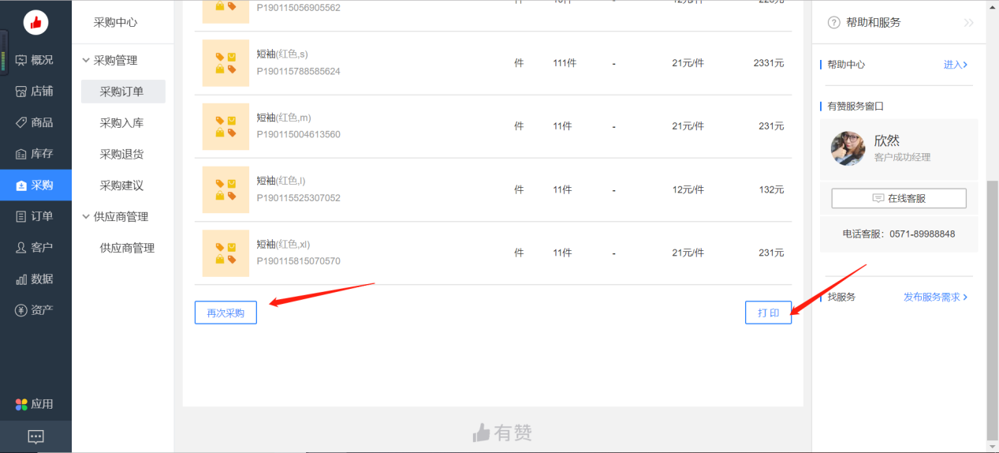 概况
店铺
商品
库存
采购
订单
客户
数据
资产
应用
采购中心
采购管理
采购订单
采购入库
采购退货
采购建议
供应商管理
供应商管理
P190115056905562
短袖(红色,s)
P190115788585624
件 111件 - 21元/件 2331元
短袖(红色,m)
P190115004613560
件 11件 - 21元/件 231元
短袖(红色,l)
P190115525307052
件 11件 - 12元/件 132元
短袖(红色,xl)
P190115815070570
件 11件 - 21元/件 231元
再次采购 打 印
有赞
帮助和服务
帮助中心 进入
有赞服务窗口
欣然
客户成功经理
在线客服
电话客服：0571-89988848
找服务 发布服务需求